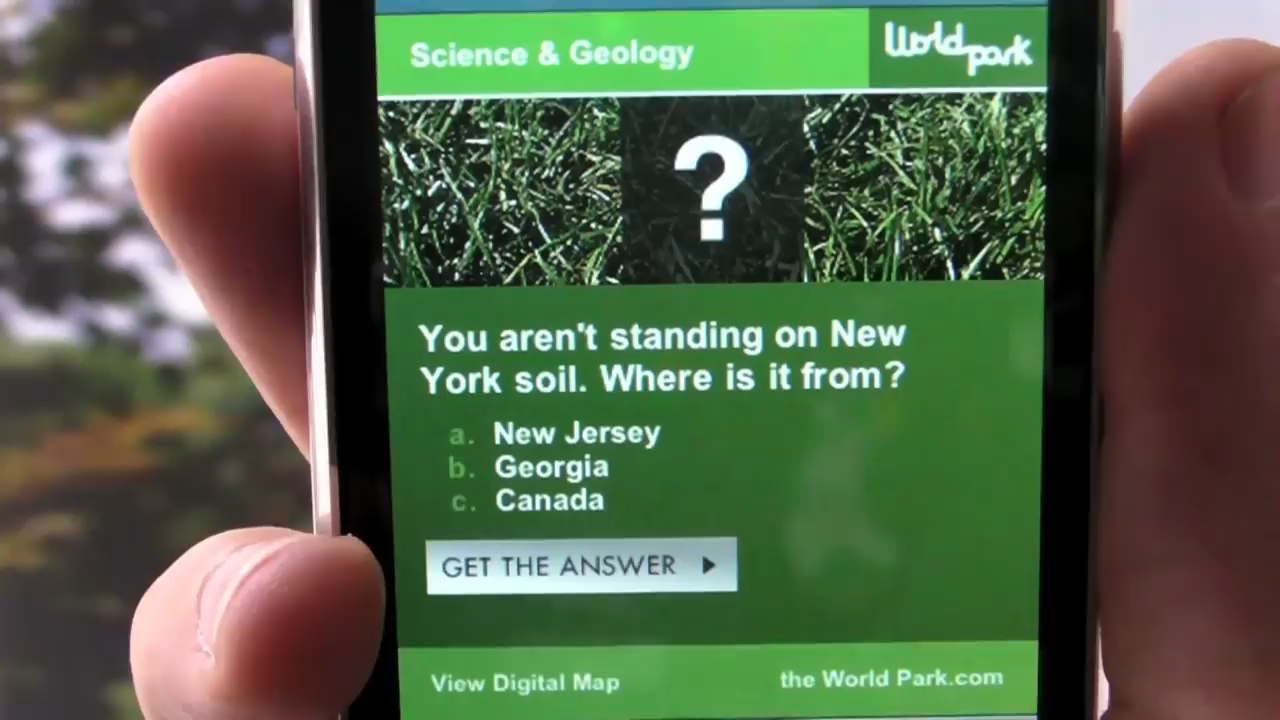 Science & Geology
World park
?
You aren't standing on New
York soil. Where is it from?
a. New Jersey
b. Georgia
c. Canada
GET THE ANSWER
View Digital Map
the World Park.com